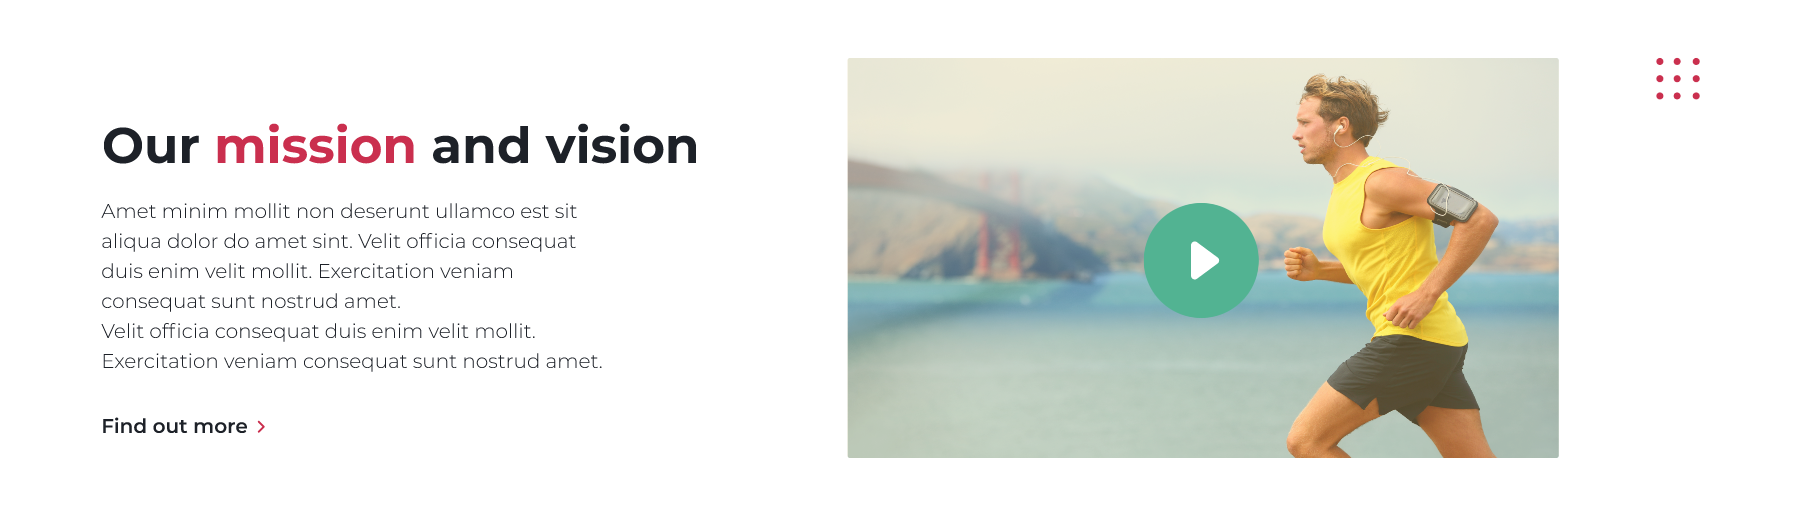 Our mission and vision
Amet minim mollit non deserunt ullamco est sit
aliqua dolor do amet sint. Velit officia consequat
duis enim velit mollit. Exercitation veniam
consequat sunt nostrud amet.
Velit officia consequat duis enim velit mollit.
Exercitation veniam consequat sunt nostrud amet.
Find out more